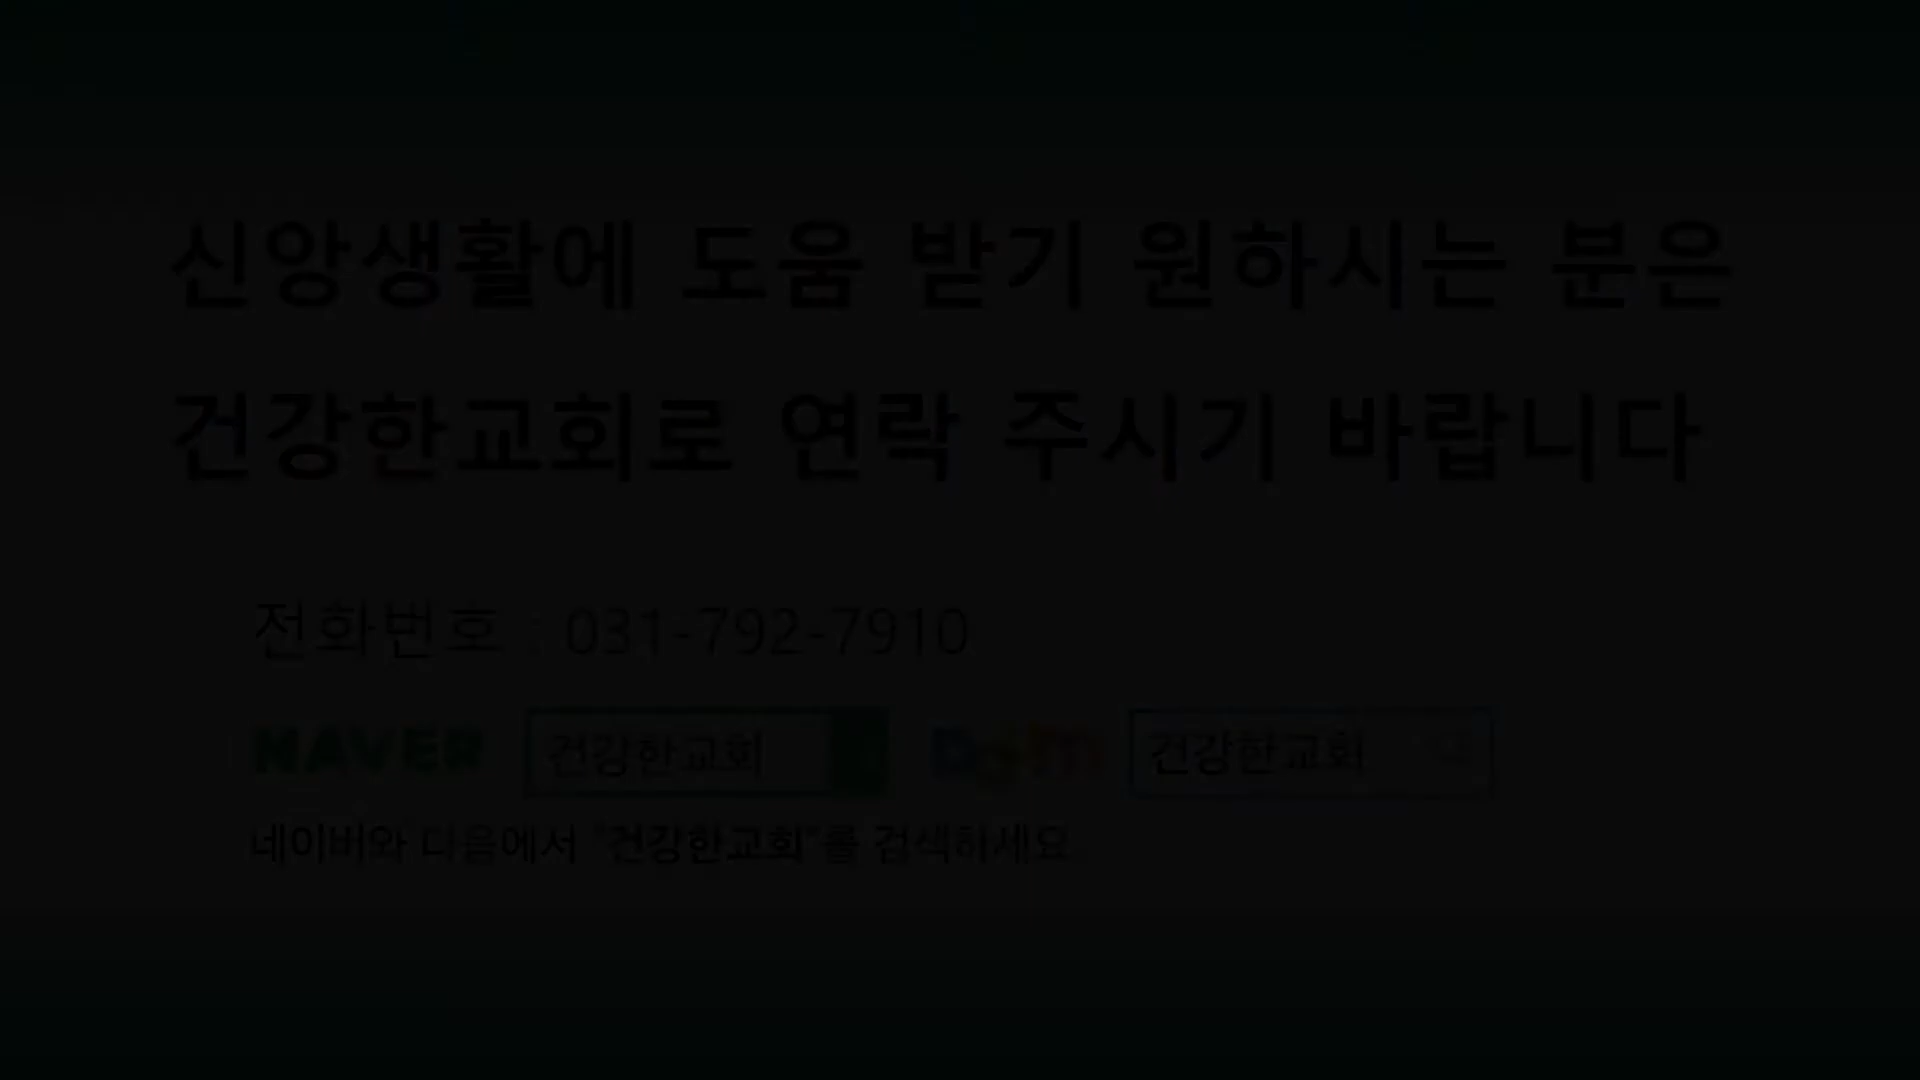 신앙생활에 도움 받기 원하시는 분은
건강한교회로 연락 주시기 바랍니다
전화번호 : 031-792-7910
NAVER 건강한교회 Daum 건강한교회
네이버와 다음에서 "건강한교회"를 검색하세요